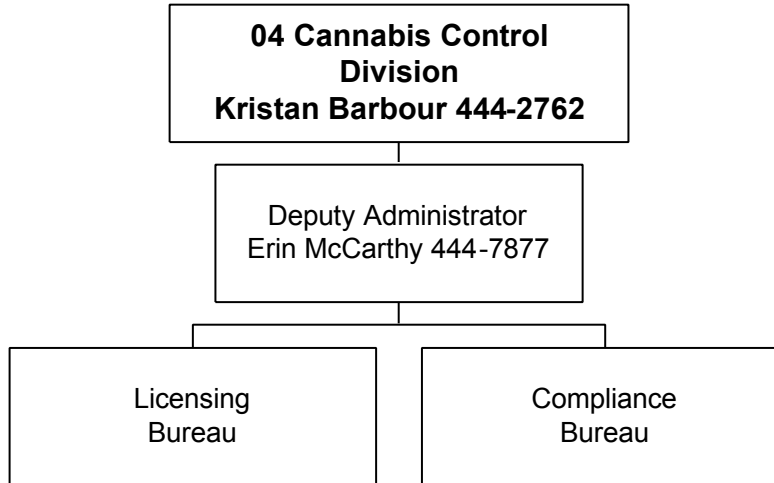 04 Cannabis Control
Division
Kristan Barbour 444-2762
Deputy Administrator
Erin McCarthy 444-7877
Licensing
Bureau
Compliance
Bureau